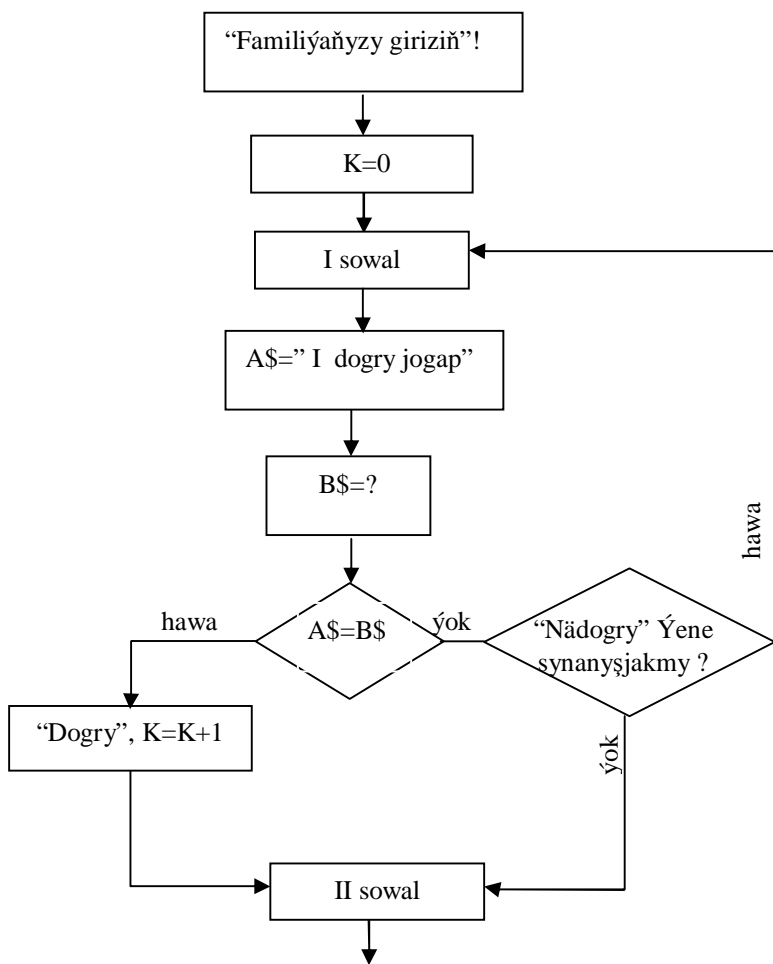 “Familiýaňyzy giriziň”!
K=0
I sowal
A$=” I dogry jogap”
B$=?
hawa
hawa
A$=B$
ýok
“Nädogry” Ýene
synanyşjakmy ?
“Dogry”, K=K+1
ýok
II sowal